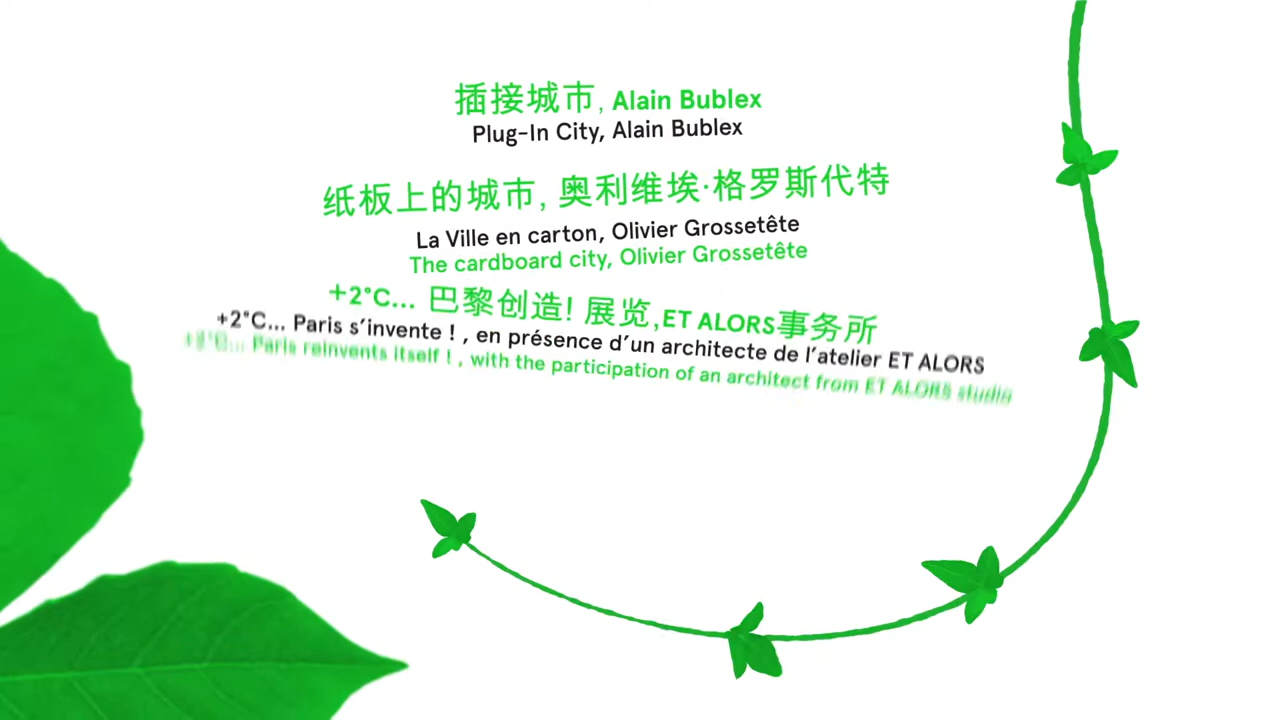 插接城市, Alain Bublex
Plug-In City, Alain Bublex
纸板上的城市, 奥利维埃·格罗斯代特
La Ville en carton, Olivier Grossetête
The cardboard city, Olivier Grossetête
+2°C... 巴黎创造! 展览,ET ALORS事务所
+2°C... Paris s’invente ! , en présence d’un architecte de l’atelier ET ALORS
+2°C... Paris reinvents itself ! , with the participation of an architect from ET ALORS studio